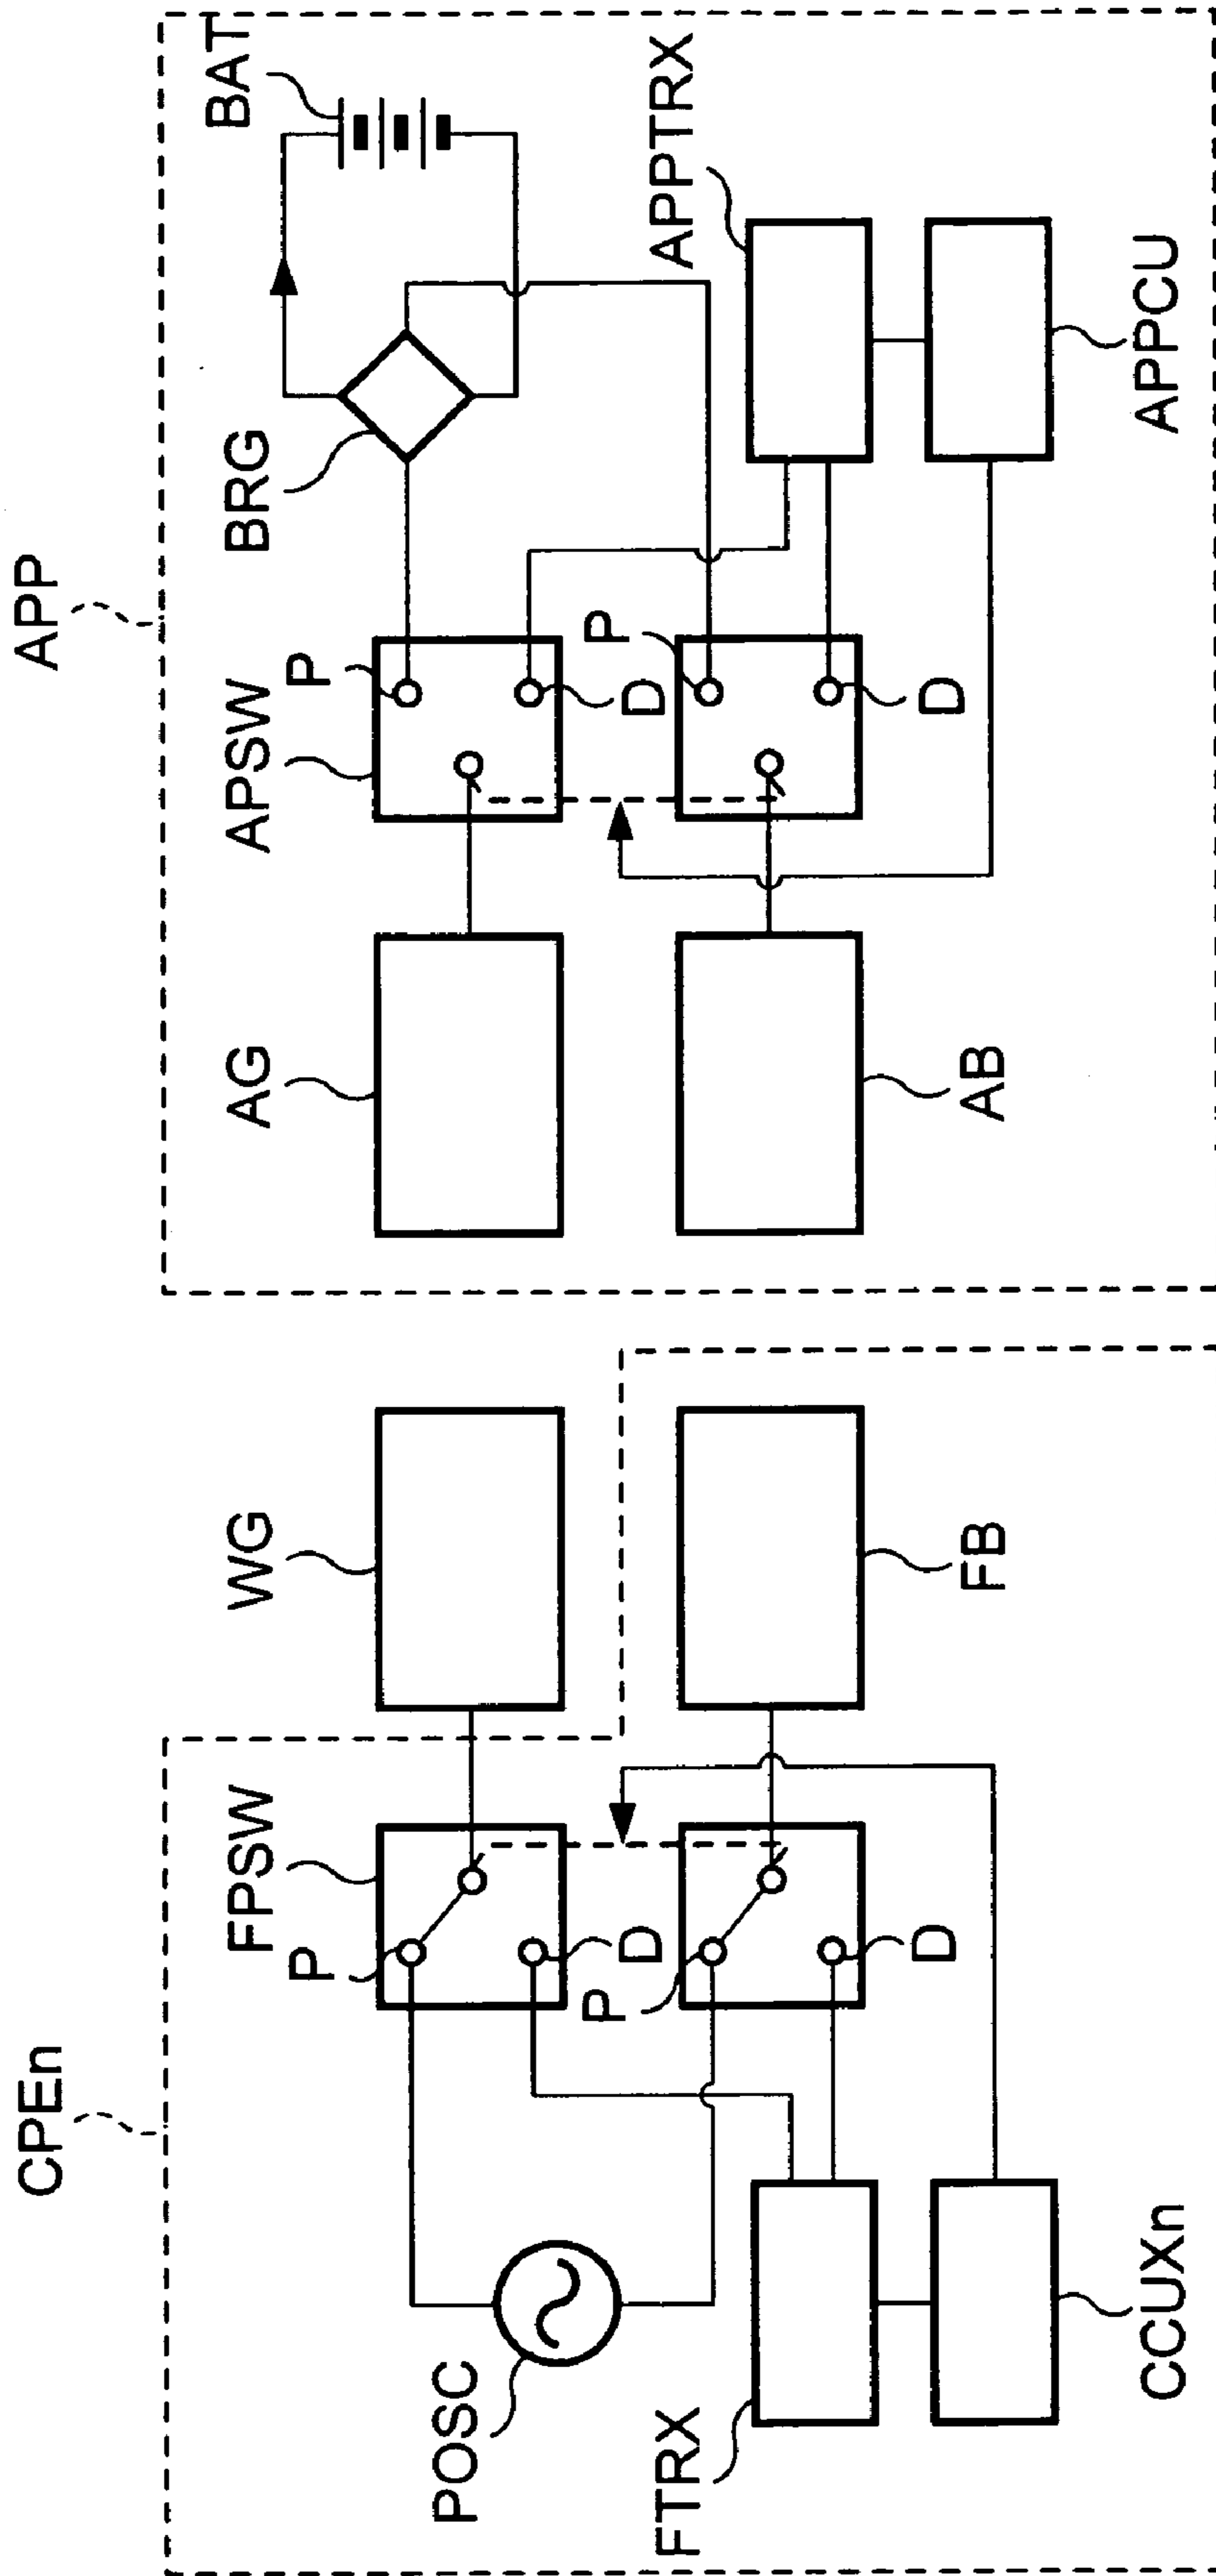 CPEn
APP
FPSW
WG
AG
APSW
BRG
BAT
P
P
POSC
D
D
P
P
FTRX
APPTRX
D
D
FB
AB
CCUXn
APPCU